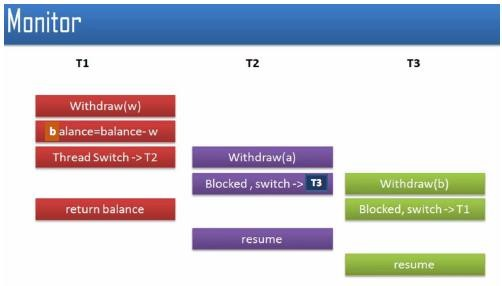 Monitor
T1 T2 T3
Withdraw(w)
balance=balance- w
Thread Switch -> T2 Withdraw(a)
Blocked , switch -> T3 Withdraw(b)
return balance Blocked, switch -> T1
resume
resume